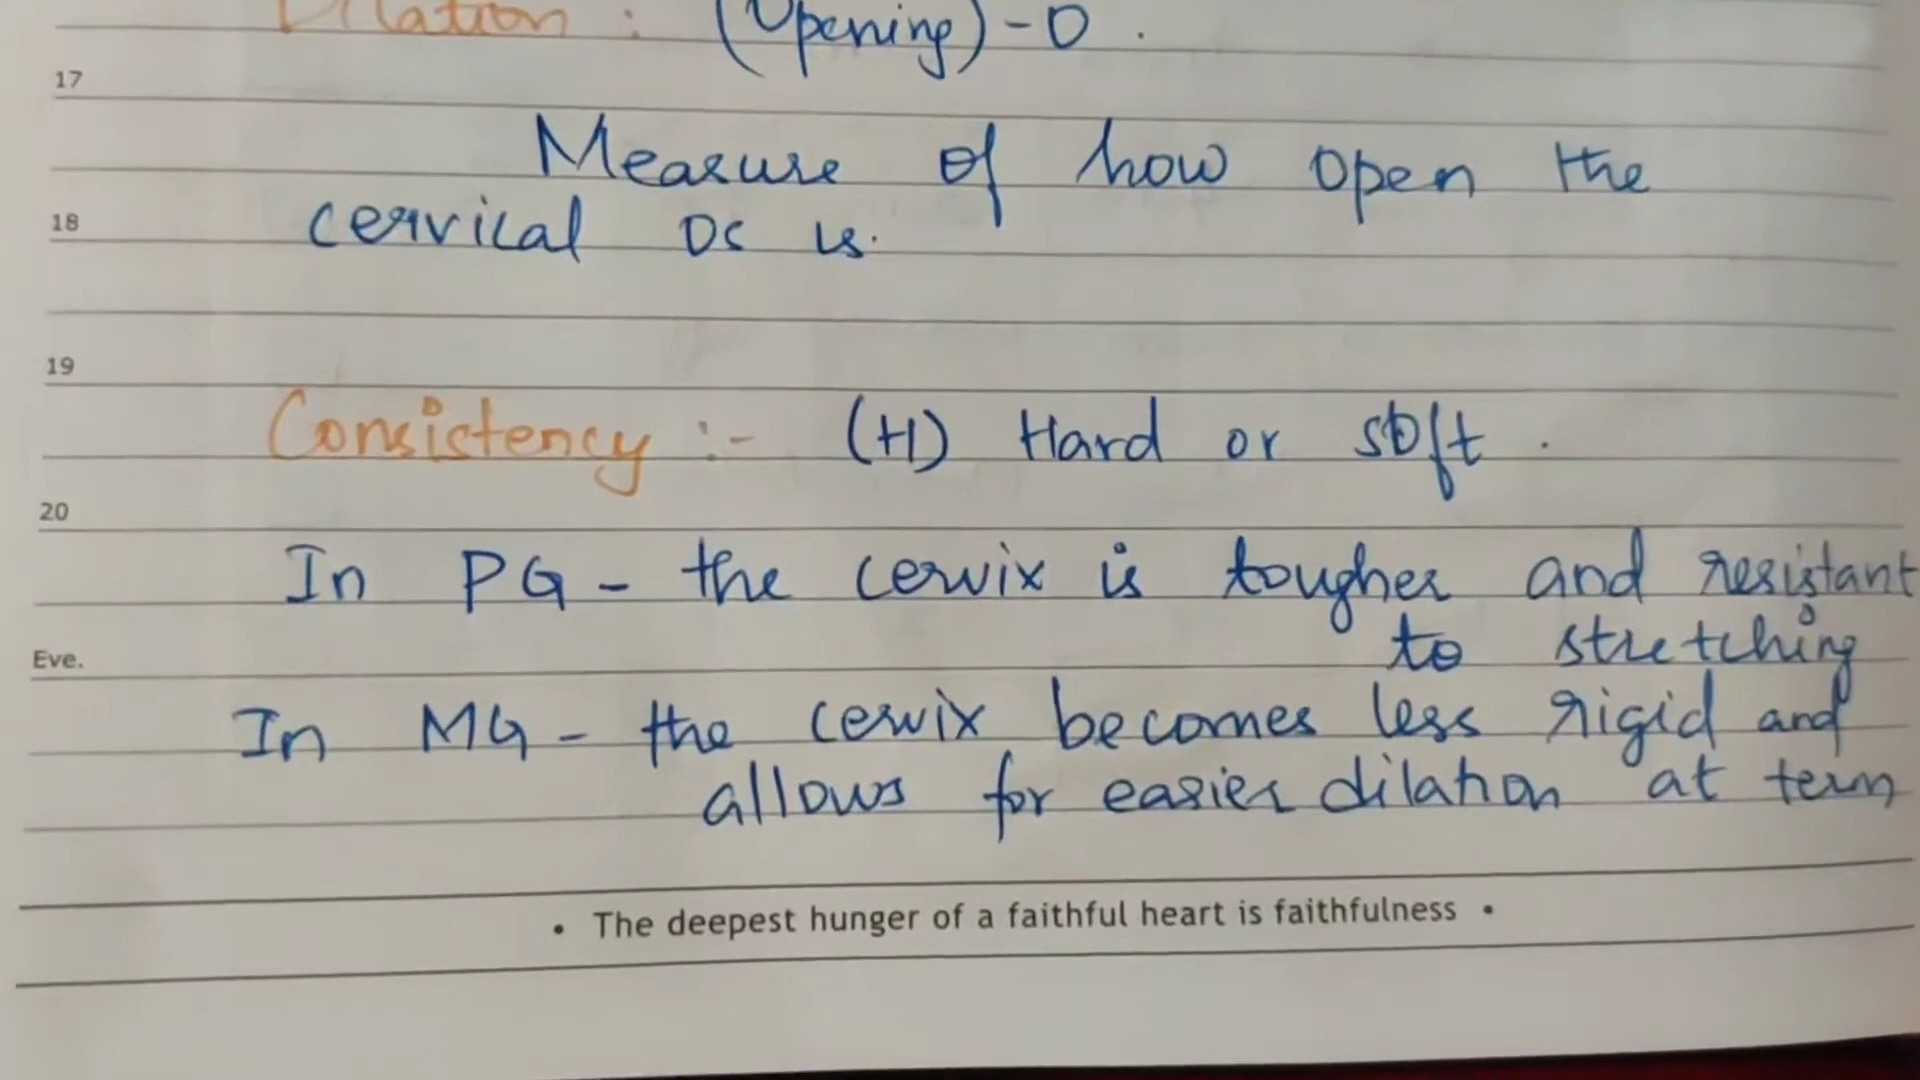 Dilation : (Opening) - O .
17
Measure of how open the
18 cervical os is.
19
Consistency :- (H) Hard or soft .
20
In PG - the cervix is tougher and resistant
Eve. to stretching
In MG - the cervix becomes less rigid and
allows for easier dilation at term
• The deepest hunger of a faithful heart is faithfulness •